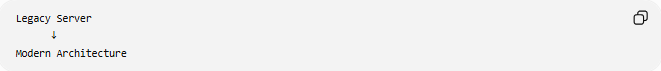 Legacy Server
↓
Modern Architecture